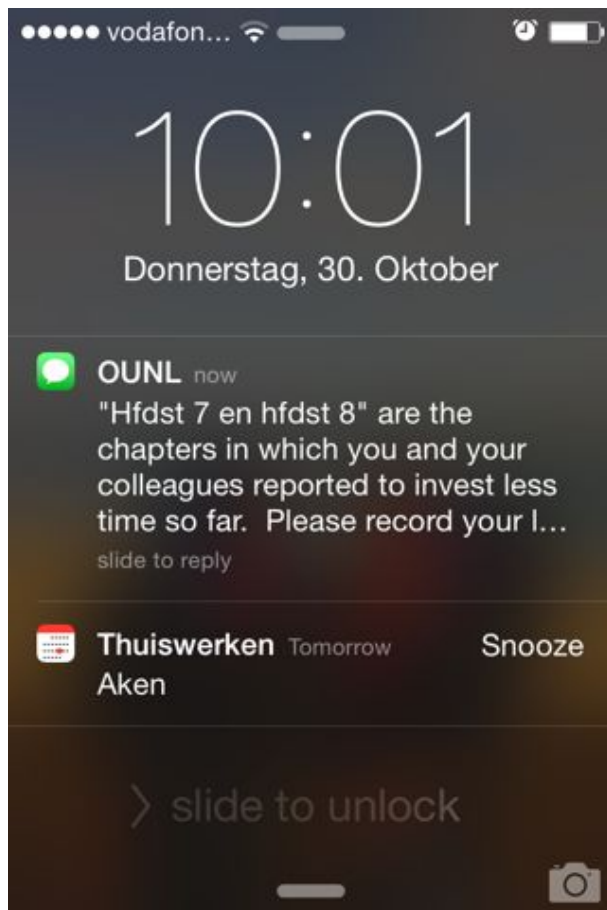 vodafon...
10:01
Donnerstag, 30. Oktober
OUNL now
"Hfdst 7 en hfdst 8" are the
chapters in which you and your
colleagues reported to invest less
time so far.  Please record your l...
slide to reply
Thuiswerken Tomorrow Snooze
Aken
slide to unlock